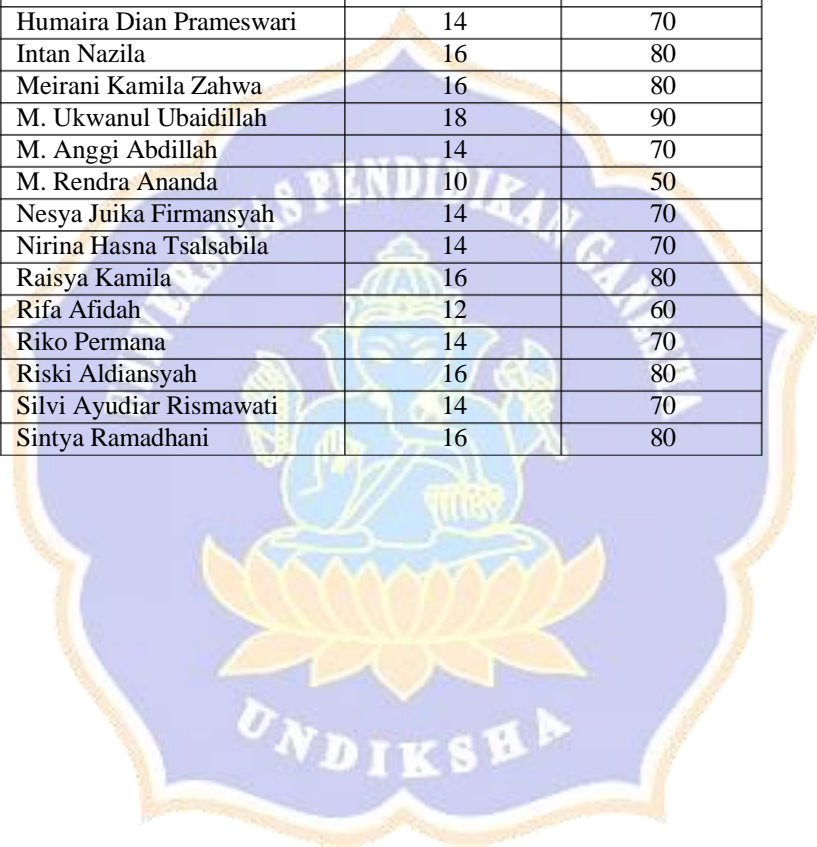 Humaira Dian Prameswari 14 70
Intan Nazila 16 80
Meirani Kamila Zahwa 16 80
M. Ukwanul Ubaidillah 18 90
M. Anggi Abdillah 14 70
M. Rendra Ananda 10 50
Nesya Juika Firmansyah 14 70
Nirina Hasna Tsalsabila 14 70
Raisya Kamila 16 80
Rifa Afidah 12 60
Riko Permana 14 70
Riski Aldiansyah 16 80
Silvi Ayudiar Rismawati 14 70
Sintya Ramadhani 16 80
UNIVERSITAS PENDIDIKAN GANESHA
UNDIKSHA